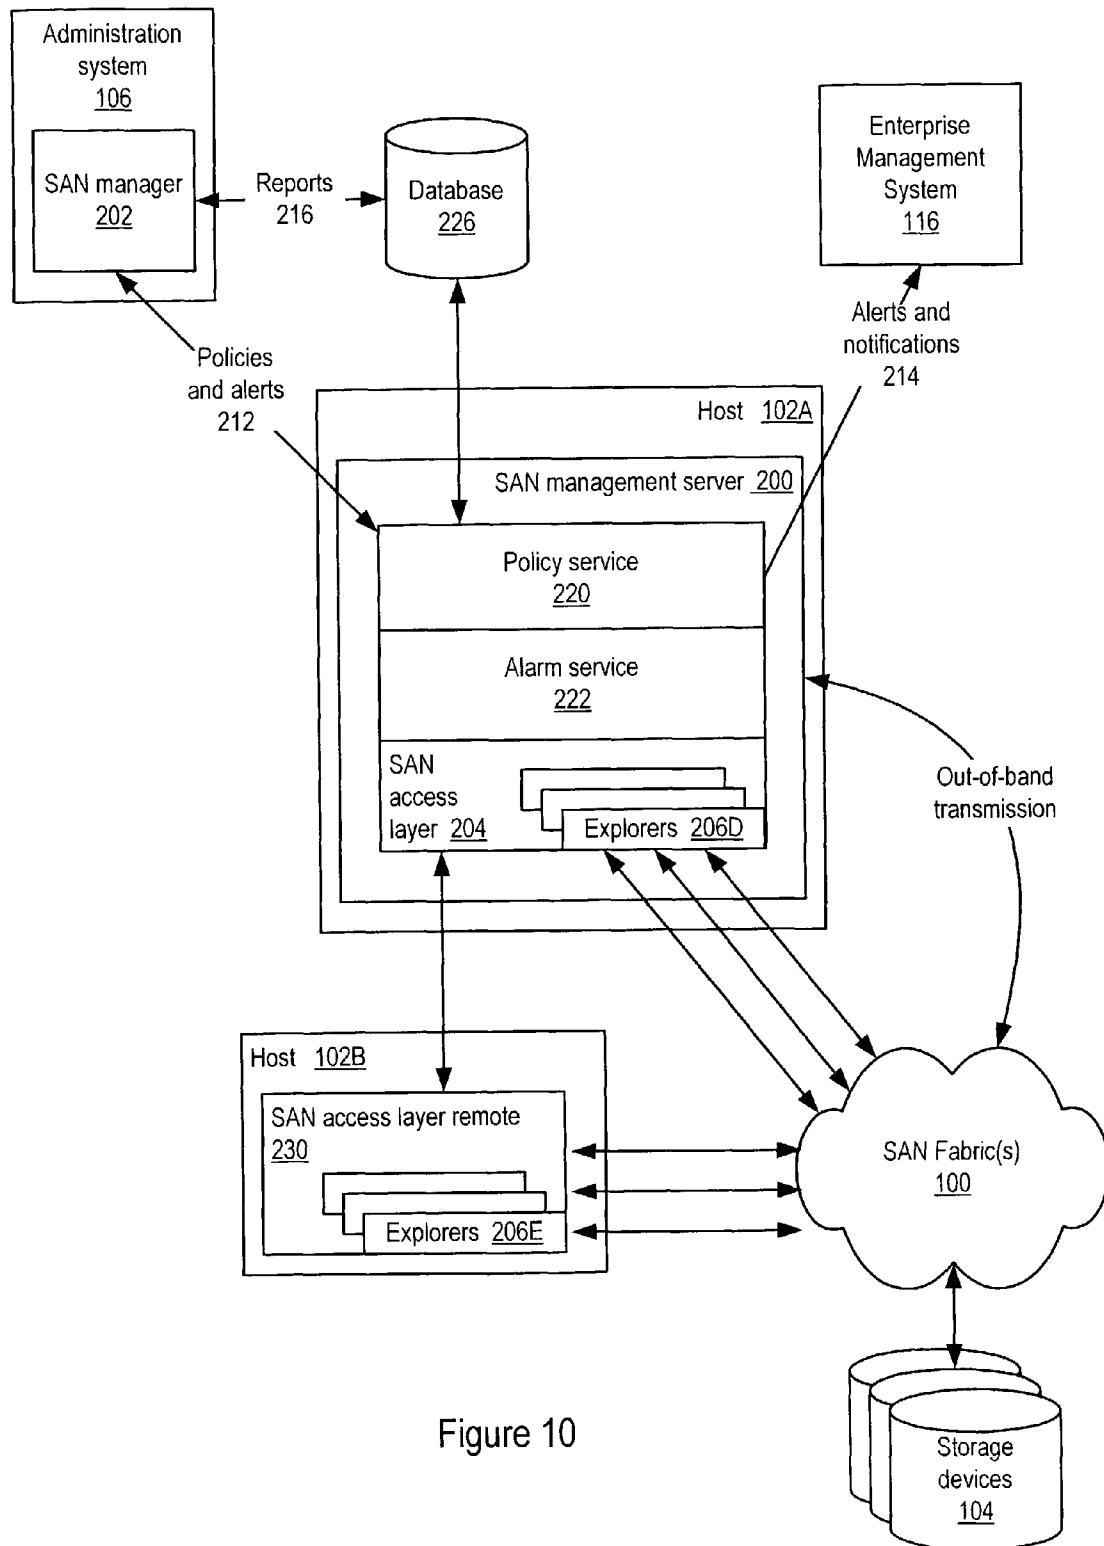 Administration
system
106
SAN manager
202
Reports
216
Database
226
Enterprise
Management
System
116
Policies
and alerts
212
Alerts and
notifications
214
Host 102A
SAN management server 200
Policy service
220
Alarm service
222
SAN
access
layer 204
Explorers 206D
Out-of-band
transmission
Host 102B
SAN access layer remote
230
Explorers 206E
SAN Fabric(s)
100
Storage
devices
104
Figure 10